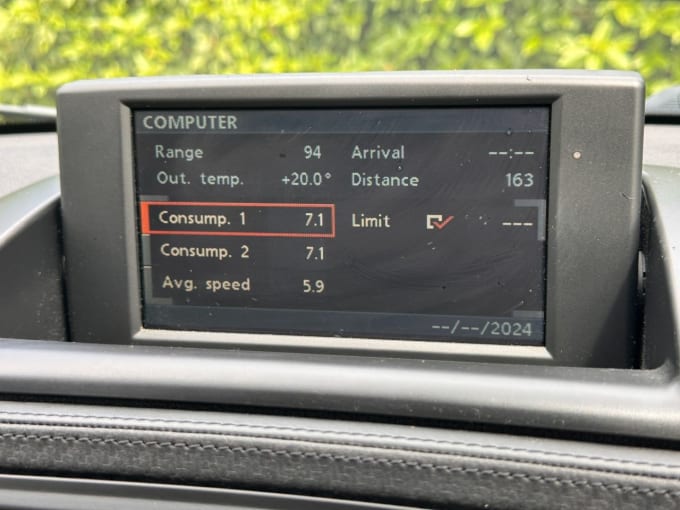 COMPUTER
Range 94 Arrival --:--
Out. temp. +20.0° Distance 163
Consump. 1 7.1 Limit ---
Consump. 2 7.1
Avg. speed 5.9
--/--/2024